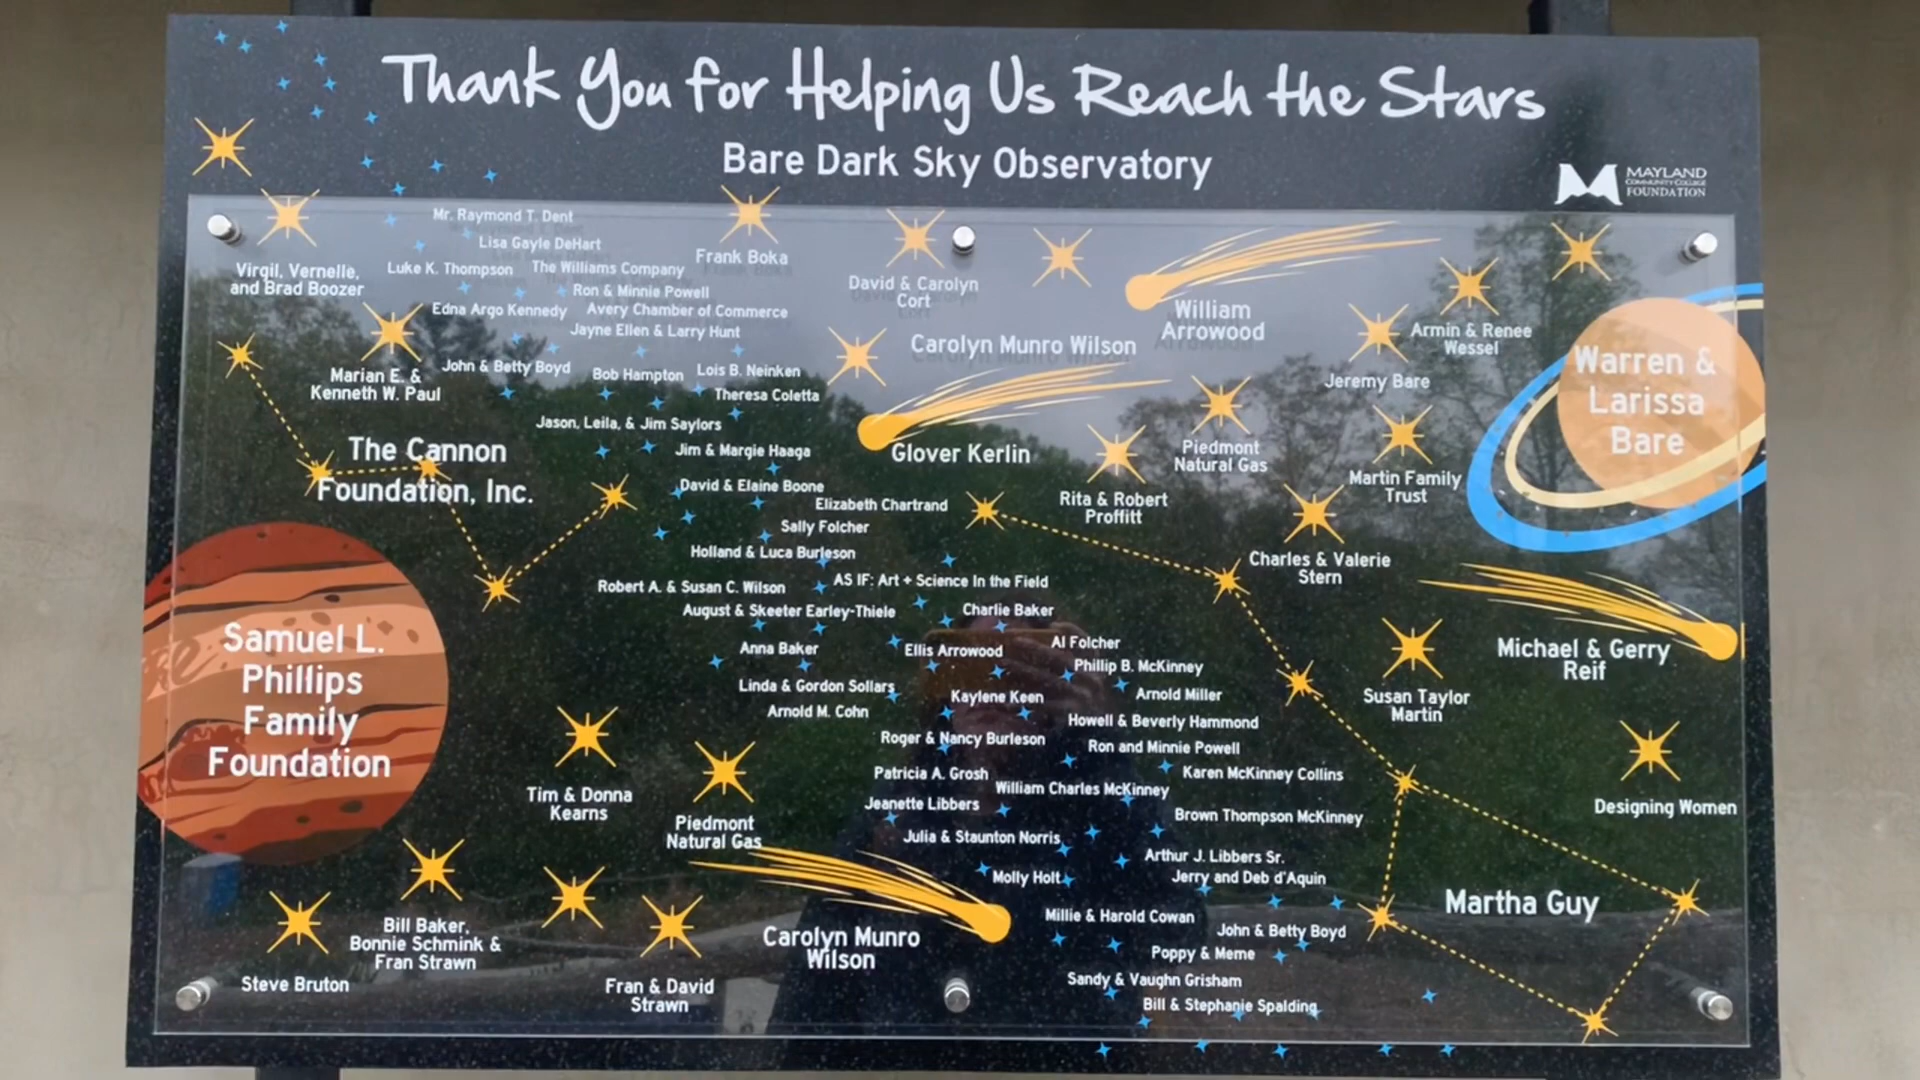 Thank You for Helping Us Reach the Stars
Bare Dark Sky Observatory
MAYLAND
COMMUNITY COLLEGE
FOUNDATION
Mr. Raymond T. Dent
Lisa Gayle DeHart
Frank Boka
Virgil, Vernelle,
and Brad Boozer
Luke K. Thompson
The Williams Company
David & Carolyn
Cort
Ron & Minnie Powell
Edna Argo Kennedy
Avery Chamber of Commerce
Jayne Ellen & Larry Hunt
William
Arrowood
Carolyn Munro Wilson
Armin & Renee
Wessel
Warren &
Larissa
Bare
Marian E. &
Kenneth W. Paul
John & Betty Boyd
Bob Hampton
Lois B. Neinken
Theresa Coletta
Jeremy Bare
Jason, Leila, & Jim Saylors
The Cannon
Foundation, Inc.
Jim & Margie Haaga
Glover Kerlin
Piedmont
Natural Gas
Martin Family
Trust
David & Elaine Boone
Elizabeth Chartrand
Rita & Robert
Proffitt
Sally Folcher
Holland & Luca Burleson
Charles & Valerie
Stern
Robert A. & Susan C. Wilson
AS IF: Art + Science In the Field
August & Skeeter Earley-Thiele
Charlie Baker
Samuel L.
Phillips
Family
Foundation
Anna Baker
Ellis Arrowood
Al Folcher
Phillip B. McKinney
Michael & Gerry
Reif
Linda & Gordon Sollars
Kaylene Keen
Arnold Miller
Susan Taylor
Martin
Arnold M. Cohn
Howell & Beverly Hammond
Roger & Nancy Burleson
Ron and Minnie Powell
Patricia A. Grosh
Karen McKinney Collins
William Charles McKinney
Tim & Donna
Kearns
Jeanette Libbers
Designing Women
Piedmont
Natural Gas
Brown Thompson McKinney
Julia & Staunton Norris
Arthur J. Libbers Sr.
Molly Holt
Jerry and Deb d'Aquin
Martha Guy
Millie & Harold Cowan
John & Betty Boyd
Bill Baker,
Bonnie Schmink &
Fran Strawn
Carolyn Munro
Wilson
Poppy & Meme
Steve Bruton
Fran & David
Strawn
Sandy & Vaughn Grisham
Bill & Stephanie Spalding